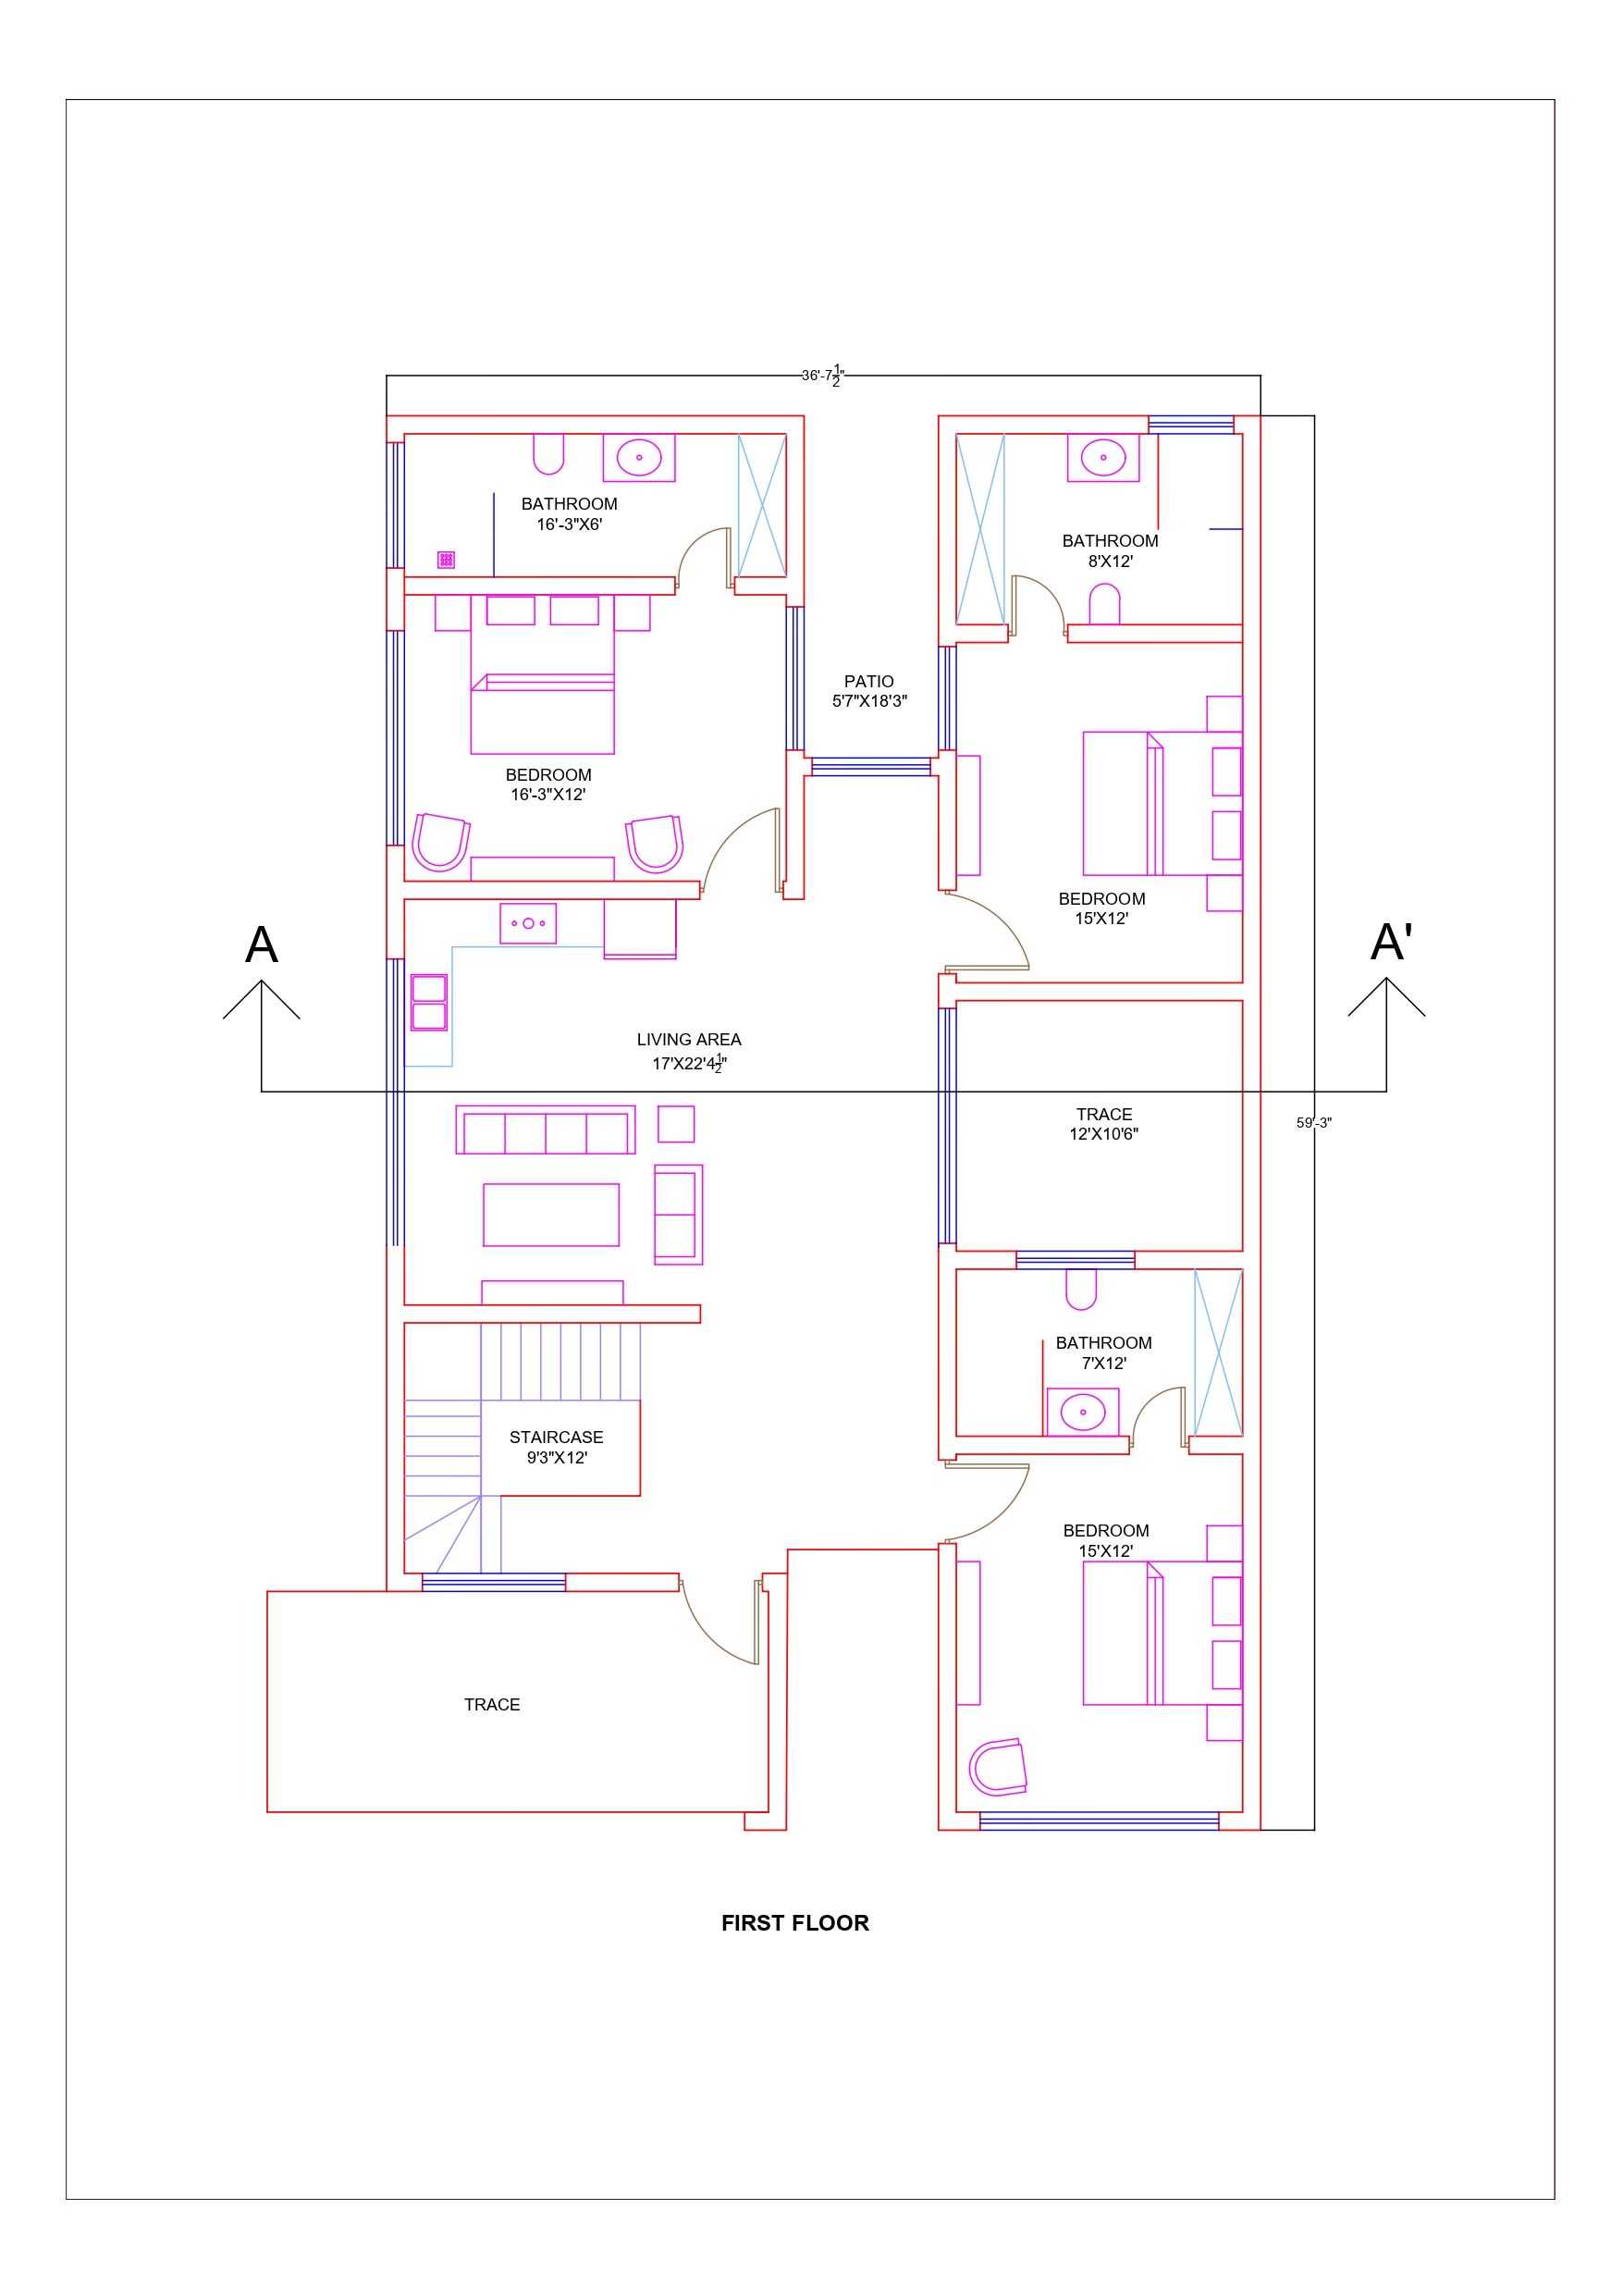 36'-7 1/2"
BATHROOM
16'-3"X6'
BATHROOM
8'X12'
PATIO
5'7"X18'3"
BEDROOM
16'-3"X12'
BEDROOM
15'X12'
A
A'
LIVING AREA
17'X22'4 1/2"
TRACE
12'X10'6"
59'-3"
BATHROOM
7'X12'
STAIRCASE
9'3"X12'
BEDROOM
15'X12'
TRACE
FIRST FLOOR